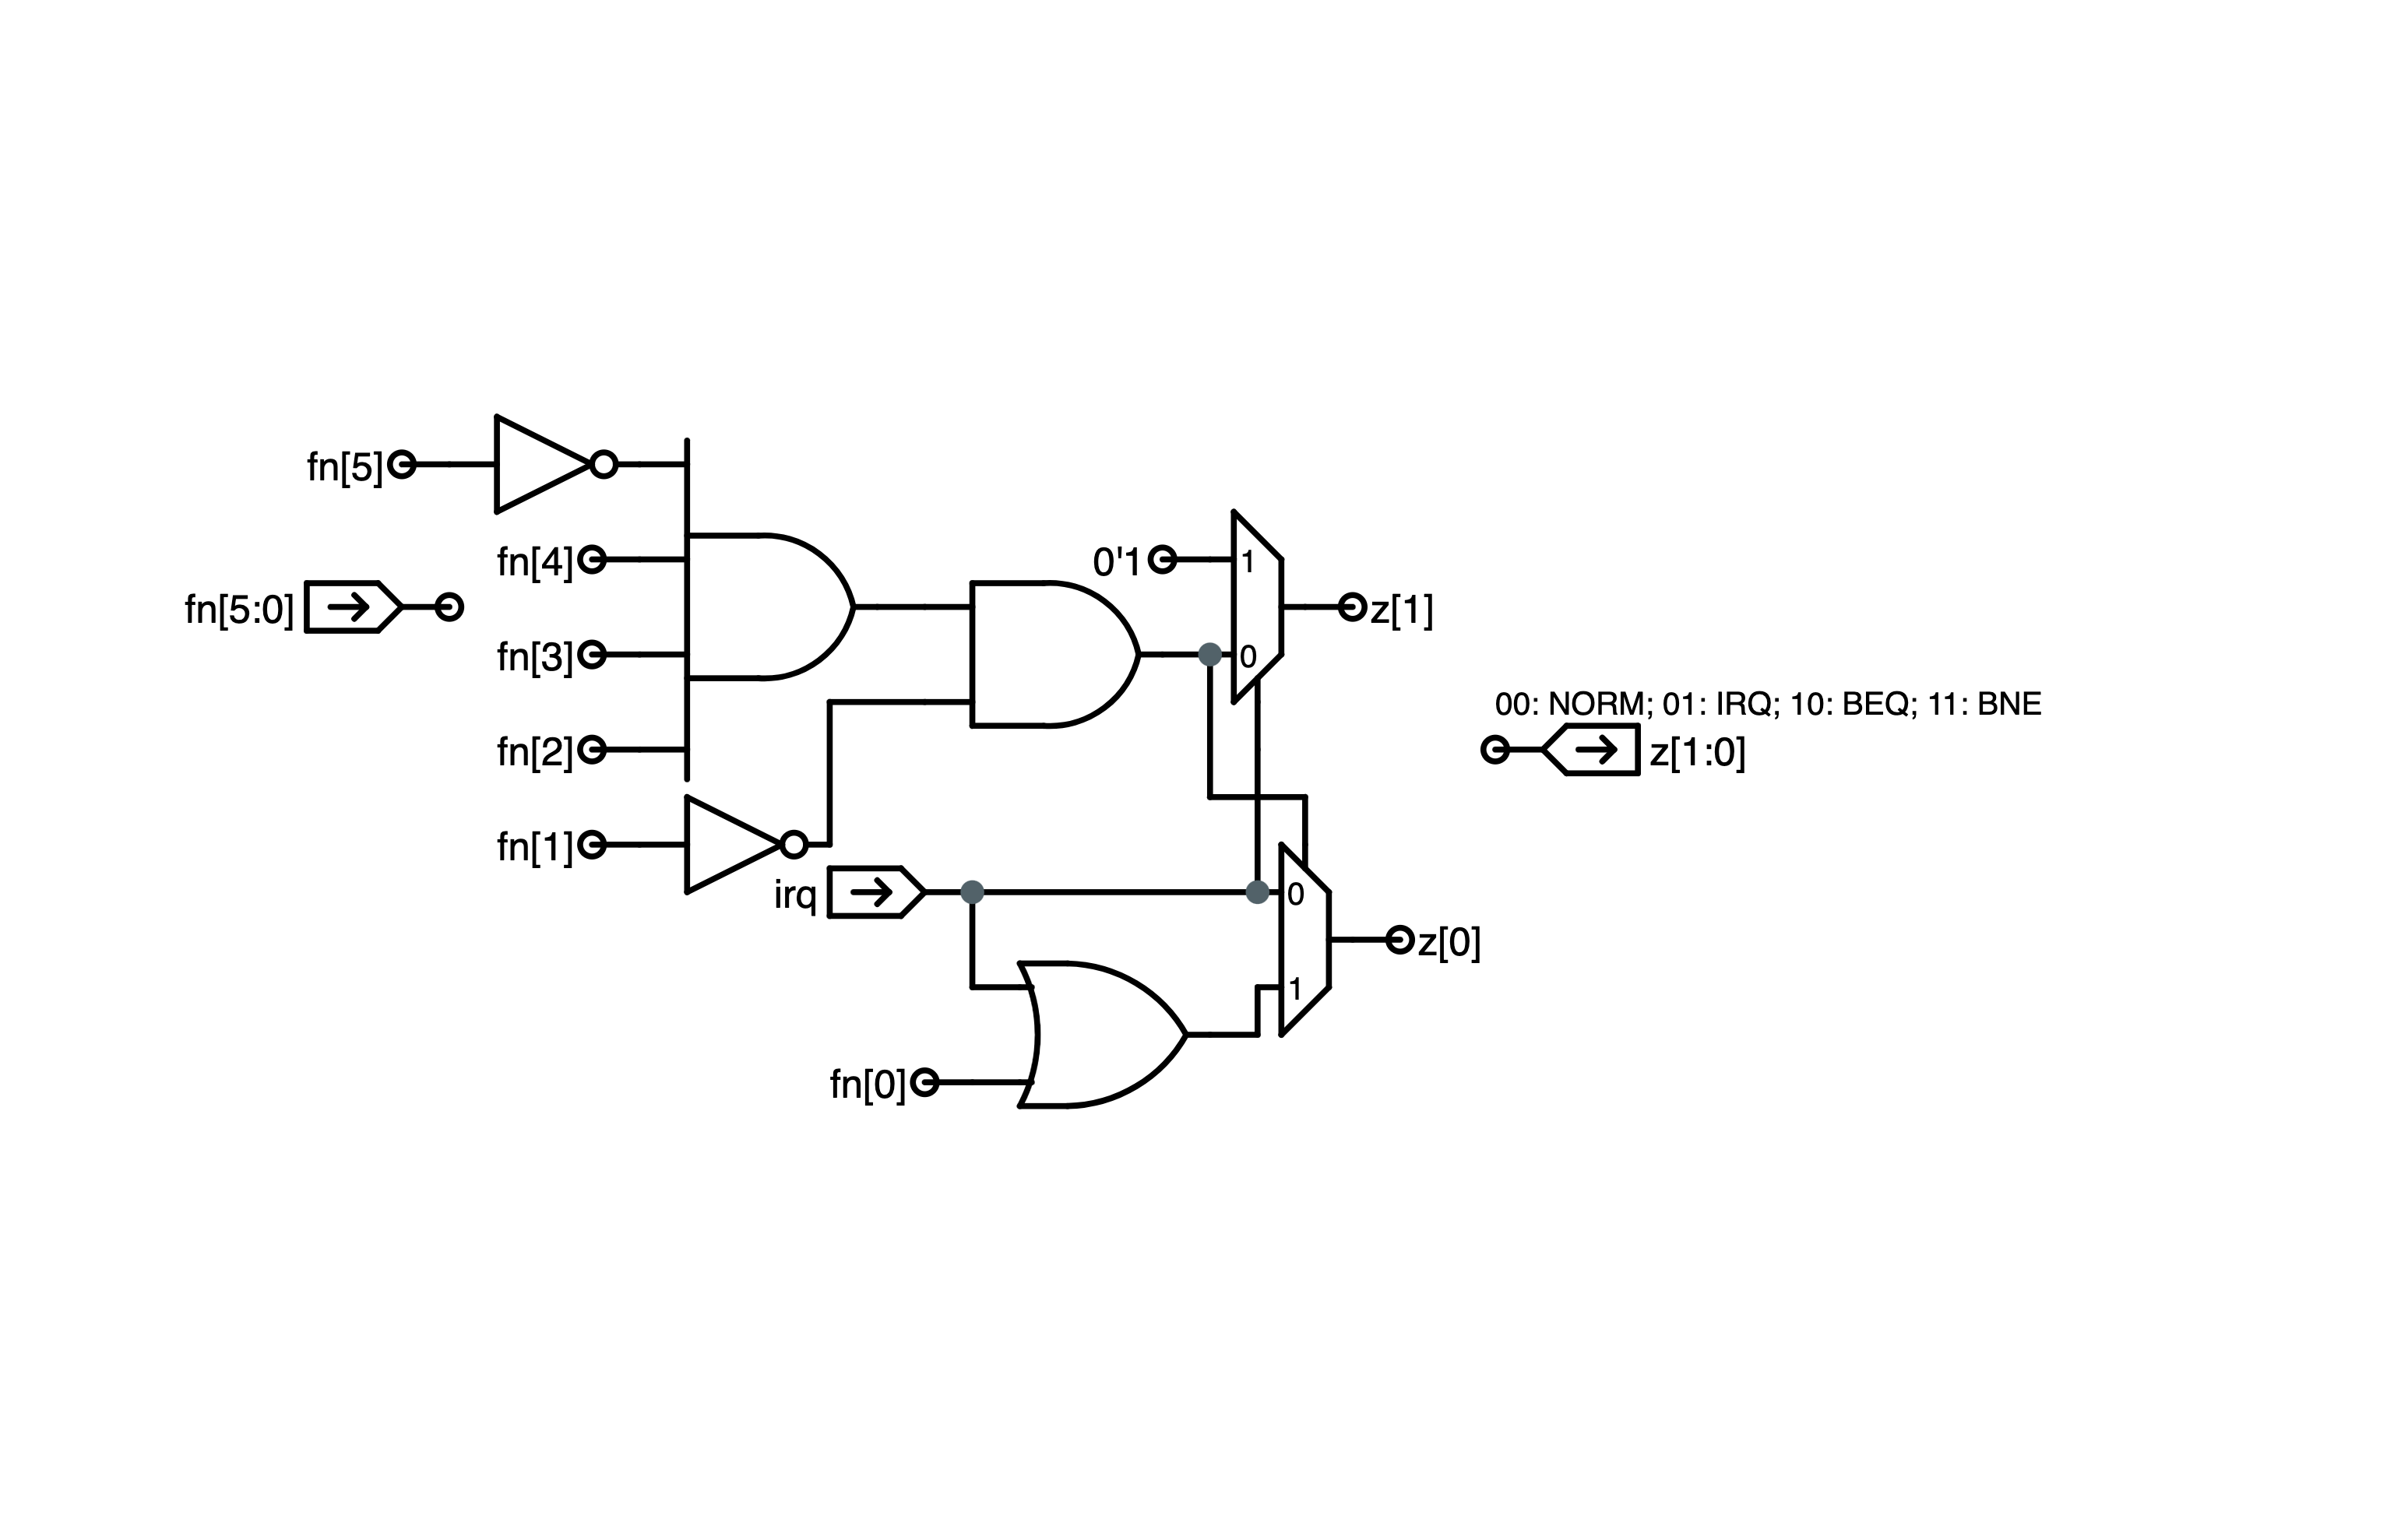 fn[5]
fn[4]
0'1
1
fn[5:0]
z[1]
fn[3]
0
00: NORM; 01: IRQ; 10: BEQ; 11: BNE
fn[2]
z[1:0]
fn[1]
irq
0
z[0]
1
fn[0]